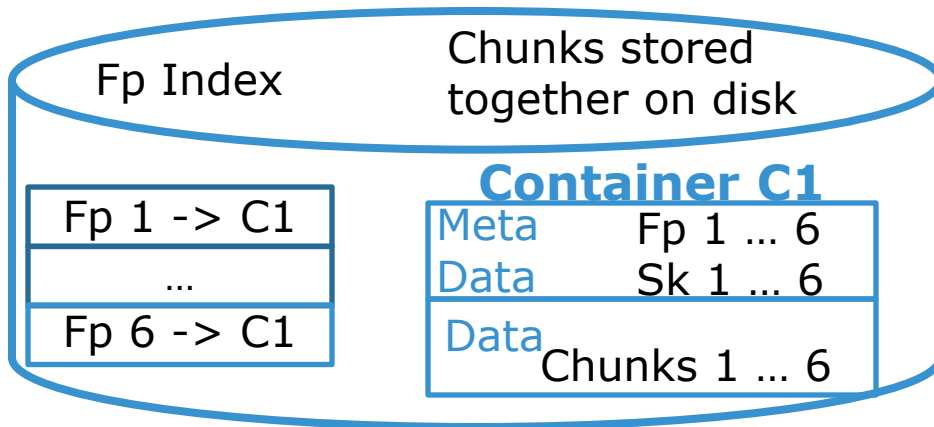 Fp Index
Chunks stored
together on disk
Fp 1 -> C1
…
Fp 6 -> C1
Container C1
Meta Fp 1 … 6
Data Sk 1 … 6
Data
Chunks 1 … 6